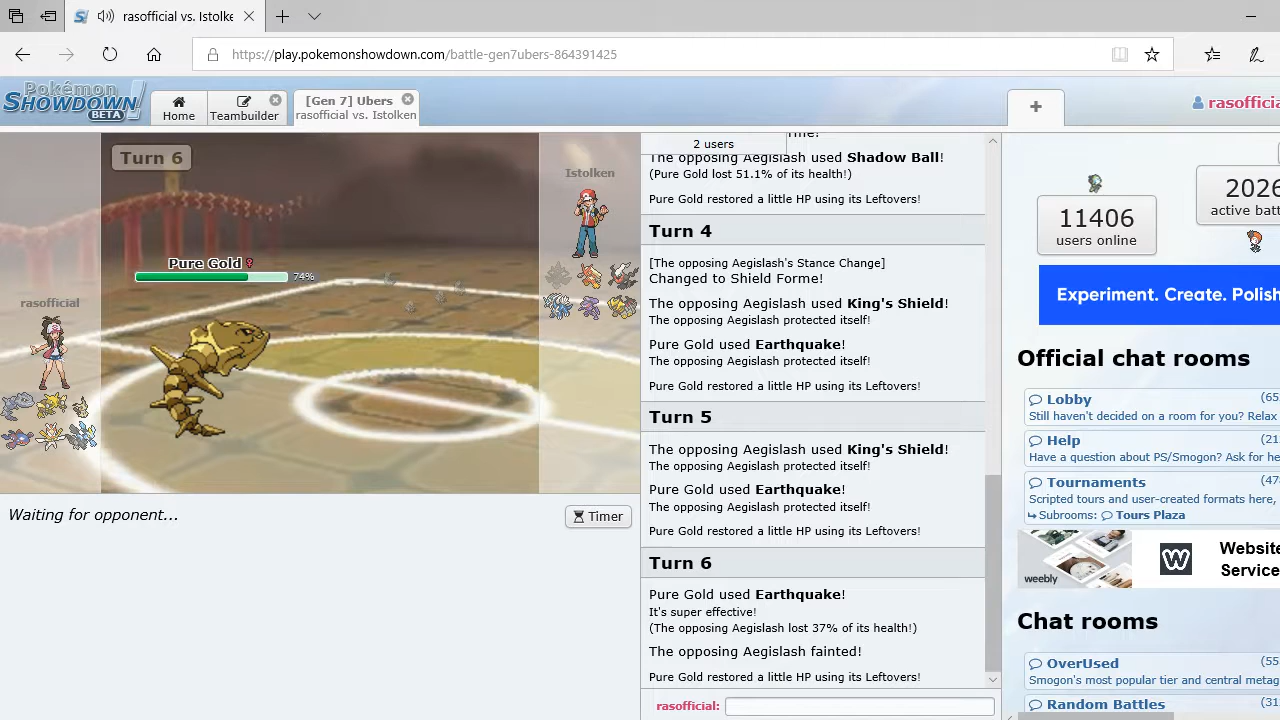 rasofficial vs. Istolke
https://play.pokemonshowdown.com/battle-gen7ubers-864391425
Pokémon
SHOWDOWN!
BETA
Home
Teambuilder
[Gen 7] Ubers
rasofficial vs. Istolken
+
rasofficia
Turn 6
Istolken
Pure Gold
74%
rasofficial
Waiting for opponent...
Timer
2 users
The opposing Aegislash used Shadow Ball!
(Pure Gold lost 51.1% of its health!)
Pure Gold restored a little HP using its Leftovers!
Turn 4
[The opposing Aegislash's Stance Change]
Changed to Shield Forme!
The opposing Aegislash used King's Shield!
The opposing Aegislash protected itself!
Pure Gold used Earthquake!
The opposing Aegislash protected itself!
Pure Gold restored a little HP using its Leftovers!
Turn 5
The opposing Aegislash used King's Shield!
The opposing Aegislash protected itself!
Pure Gold used Earthquake!
The opposing Aegislash protected itself!
Pure Gold restored a little HP using its Leftovers!
Turn 6
Pure Gold used Earthquake!
It's super effective!
(The opposing Aegislash lost 37% of its health!)
The opposing Aegislash fainted!
Pure Gold restored a little HP using its Leftovers!
rasofficial:
11406
users online
2026
active batt
Experiment. Create. Polish
Official chat rooms
Lobby
(65
Still haven't decided on a room for you? Relax
Help
(21
Have a question about PS/Smogon? Ask for he
Tournaments
(47
Scripted tours and user-created formats here,
Subrooms: Tours Plaza
weebly
W
Website
Service
Chat rooms
OverUsed
(55
Smogon's most popular tier and central metag
Random Battles
(31